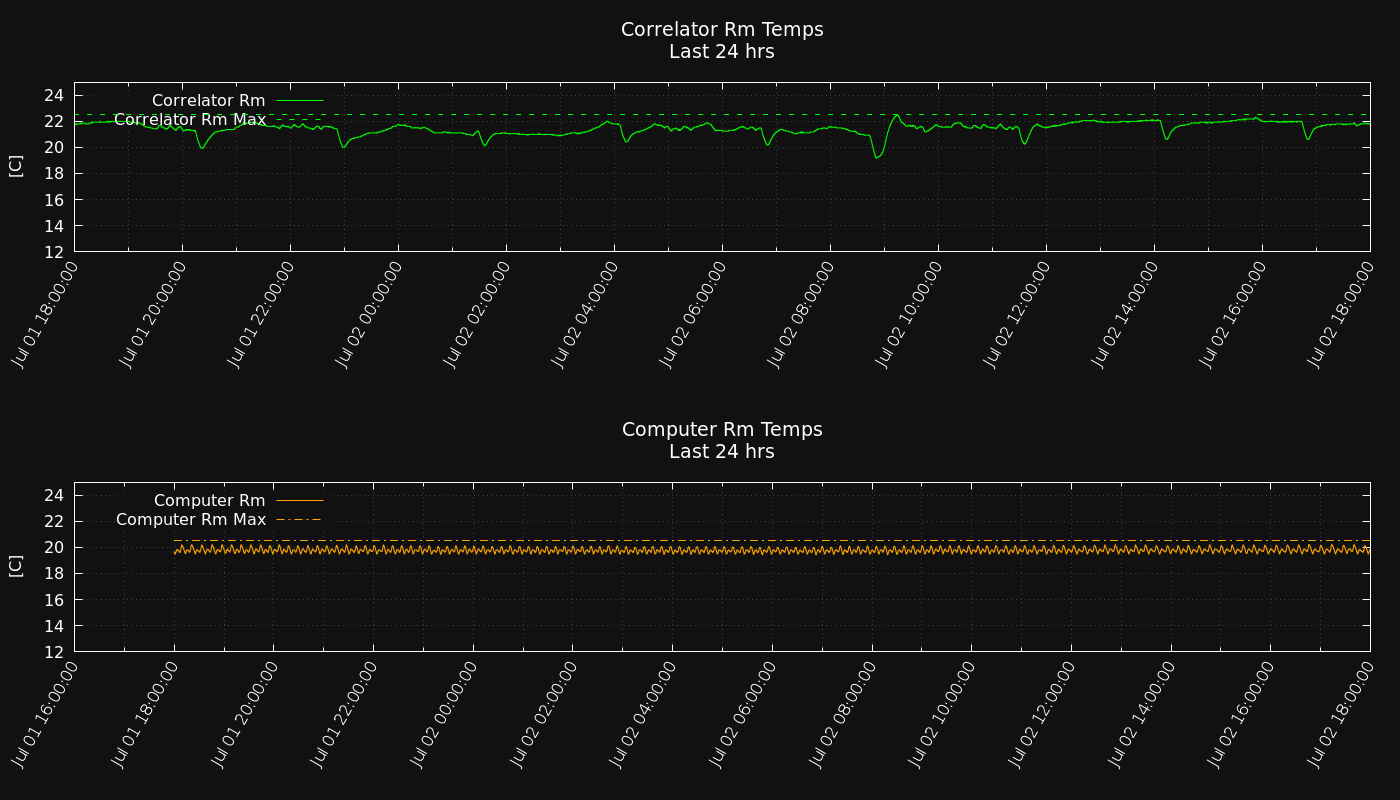 Correlator Rm Temps
Last 24 hrs
Correlator Rm
Correlator Rm Max
[C]
24
22
20
18
16
14
12
Jul 01 18:00:00
Jul 01 20:00:00
Jul 01 22:00:00
Jul 02 00:00:00
Jul 02 02:00:00
Jul 02 04:00:00
Jul 02 06:00:00
Jul 02 08:00:00
Jul 02 10:00:00
Jul 02 12:00:00
Jul 02 14:00:00
Jul 02 16:00:00
Jul 02 18:00:00
Computer Rm Temps
Last 24 hrs
Computer Rm
Computer Rm Max
[C]
24
22
20
18
16
14
12
Jul 01 16:00:00
Jul 01 18:00:00
Jul 01 20:00:00
Jul 01 22:00:00
Jul 02 00:00:00
Jul 02 02:00:00
Jul 02 04:00:00
Jul 02 06:00:00
Jul 02 08:00:00
Jul 02 10:00:00
Jul 02 12:00:00
Jul 02 14:00:00
Jul 02 16:00:00
Jul 02 18:00:00